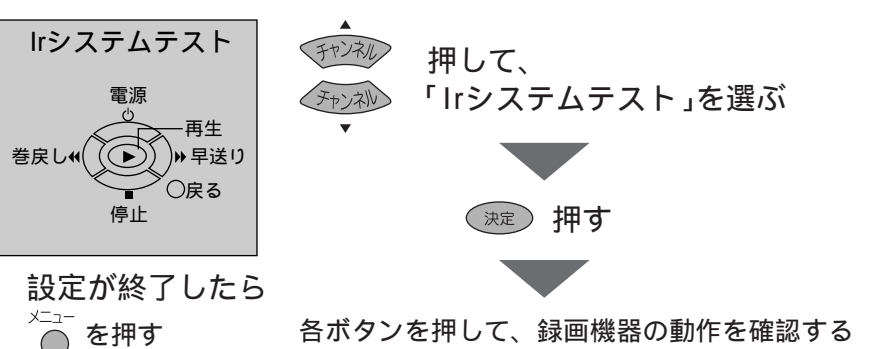 Irシステムテスト
電源
再生
巻戻し
早送り
戻る
停止
設定が終了したら
メニュー
を押す
チャンネル
チャンネル
押して、
「Irシステムテスト」を選ぶ
決定 押す
各ボタンを押して、録画機器の動作を確認する